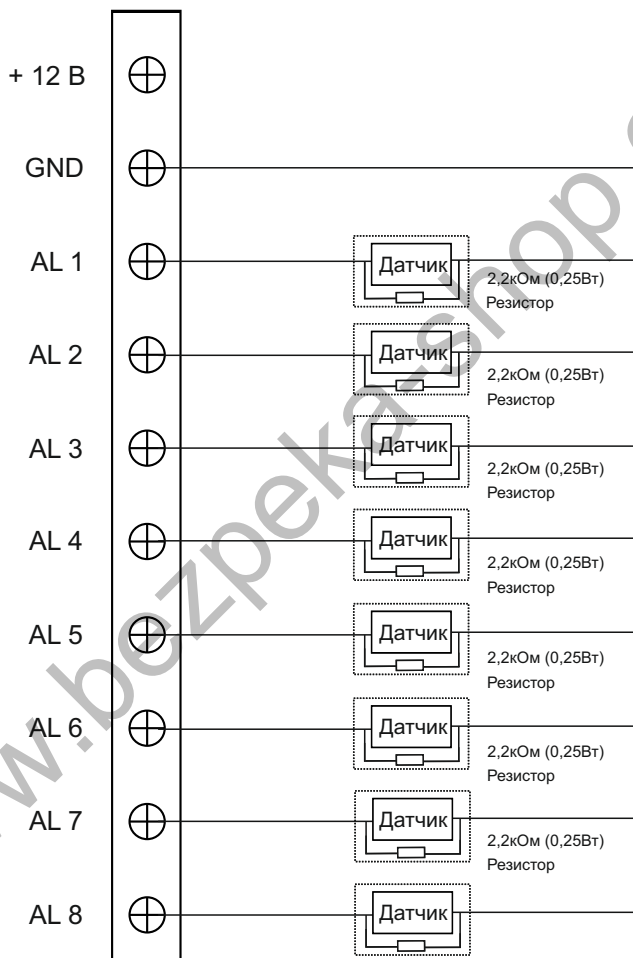 + 12 В
GND
AL 1
Датчик
2,2кОм (0,25Вт)
Резистор
AL 2
Датчик
2,2кОм (0,25Вт)
Резистор
AL 3
Датчик
2,2кОм (0,25Вт)
Резистор
AL 4
Датчик
2,2кОм (0,25Вт)
Резистор
AL 5
Датчик
2,2кОм (0,25Вт)
Резистор
AL 6
Датчик
2,2кОм (0,25Вт)
Резистор
AL 7
Датчик
2,2кОм (0,25Вт)
Резистор
AL 8
Датчик
w.bezpeka-shop.